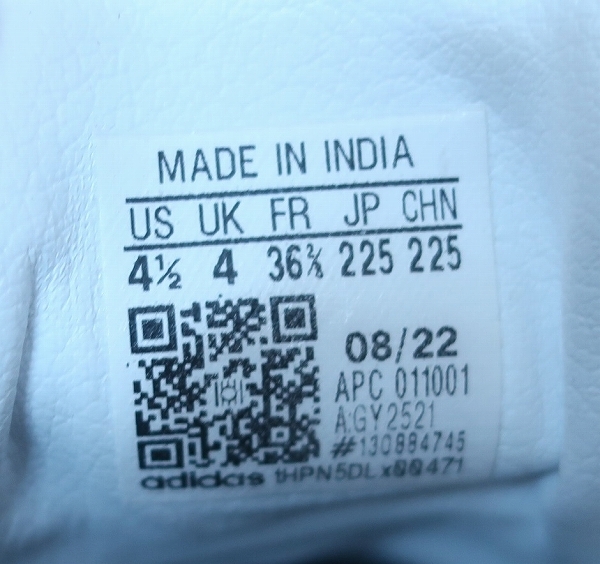 MADE IN INDIA
US UK FR JP CHN
4½ 4 36⅔ 225 225
08/22
APC 011001
A:GY2521
#130884745
adidas tHPN5DLx00471